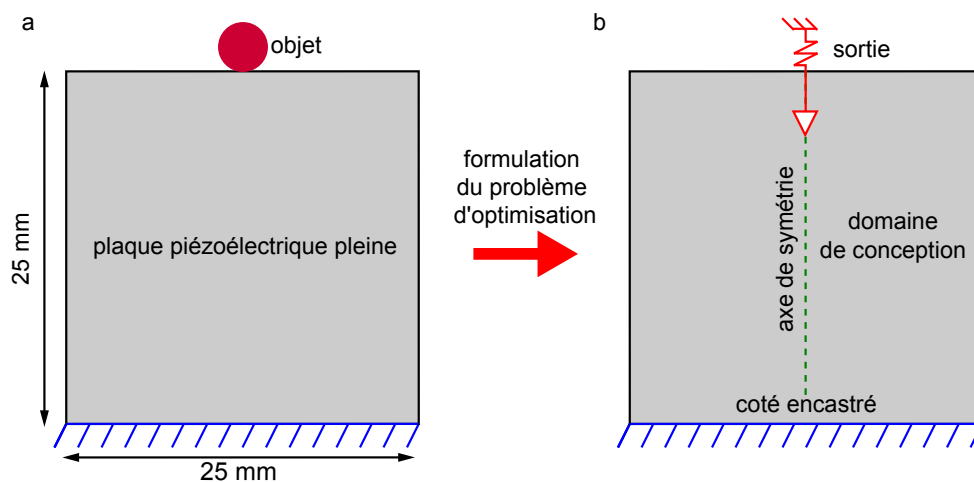 a
objet
25 mm
plaque piézoélectrique pleine
25 mm
formulation
du problème
d'optimisation
b
sortie
axe de symétrie
domaine
de conception
coté encastré